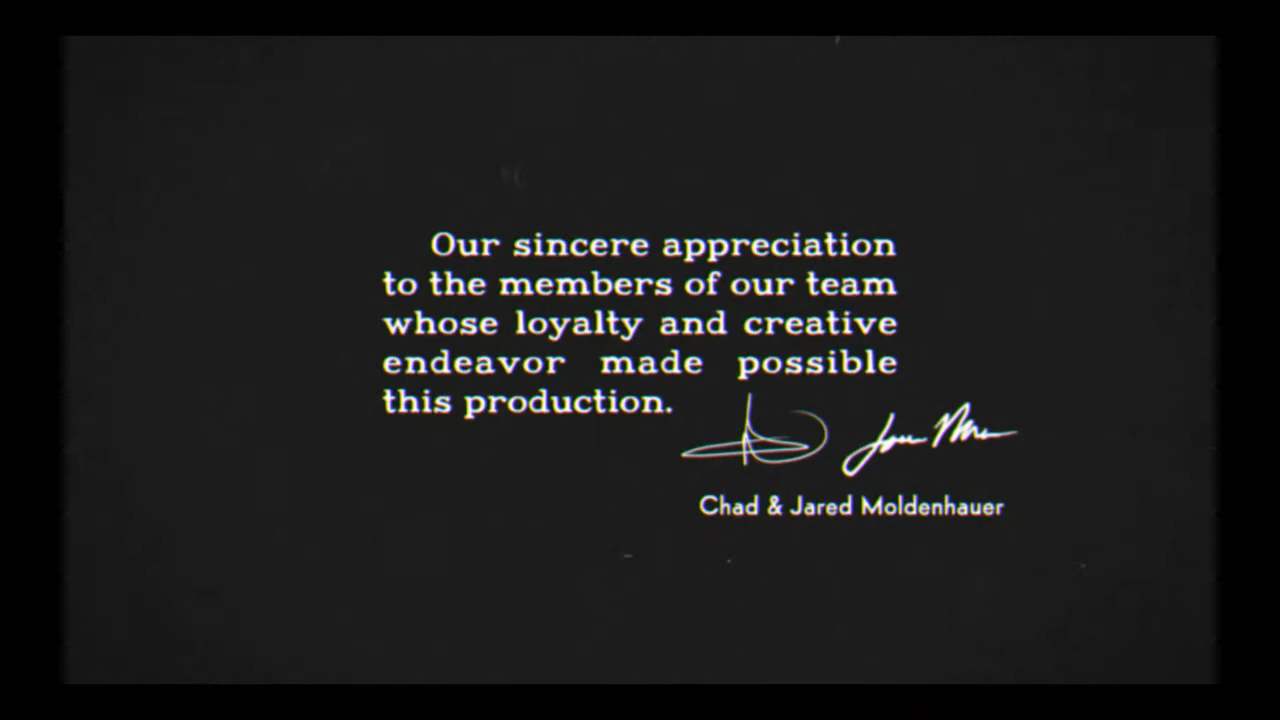 Our sincere appreciation
to the members of our team
whose loyalty and creative
endeavor made possible
this production.
Chad & Jared Moldenhauer